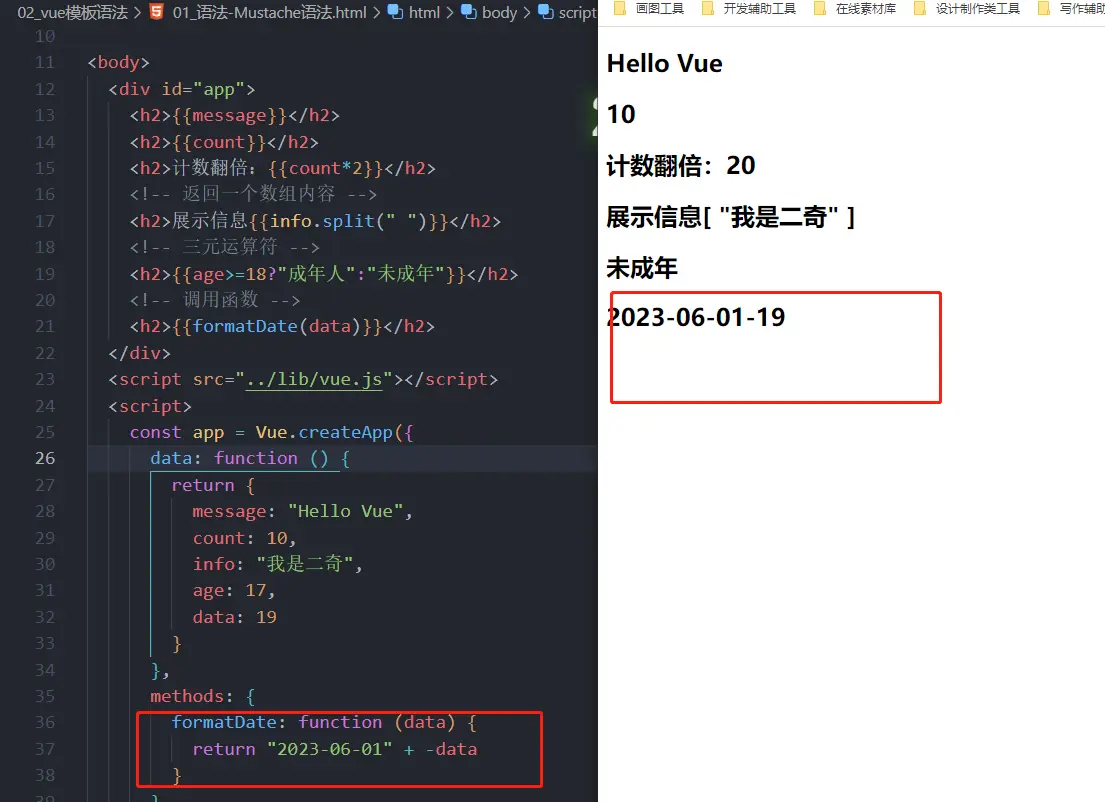 02_vue模板语法 > 01_语法-Mustache语法.html > html > body > script
10
11 <body>
12 <div id="app">
13 <h2>{{message}}</h2>
14 <h2>{{count}}</h2>
15 <h2>计数翻倍：{{count*2}}</h2>
16 <!-- 返回一个数组内容 -->
17 <h2>展示信息{{info.split(" ")}}</h2>
18 <!-- 三元运算符 -->
19 <h2>{{age>=18?"成年人":"未成年"}}</h2>
20 <!-- 调用函数 -->
21 <h2>{{formatDate(data)}}</h2>
22 </div>
23 <script src="../lib/vue.js"></script>
24 <script>
25 const app = Vue.createApp({
26 data: function () {
27 return {
28 message: "Hello Vue",
29 count: 10,
30 info: "我是二奇",
31 age: 17,
32 data: 19
33 }
34 },
35 methods: {
36 formatDate: function (data) {
37 return "2023-06-01" + -data
38 }
画图工具 开发辅助工具 在线素材库 设计制作类工具 写作辅助
Hello Vue
10
计数翻倍：20
展示信息[ "我是二奇" ]
未成年
2023-06-01-19